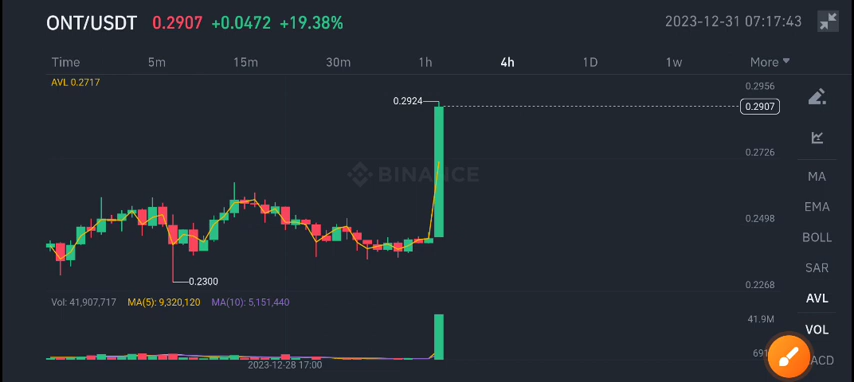 ONT/USDT 0.2907 +0.0472 +19.38% 2023-12-31 07:17:43
Time 5m 15m 30m 1h 4h 1D 1w More
AVL 0.2717
0.2956
0.2924
0.2907
0.2726
0.2498
0.2300
0.2268
BINANCE
MA
EMA
BOLL
SAR
AVL
VOL
ACD
Vol: 41,907,717 MA(5): 9,320,120 MA(10): 5,151,440
41.9M
691
2023-12-28 17:00